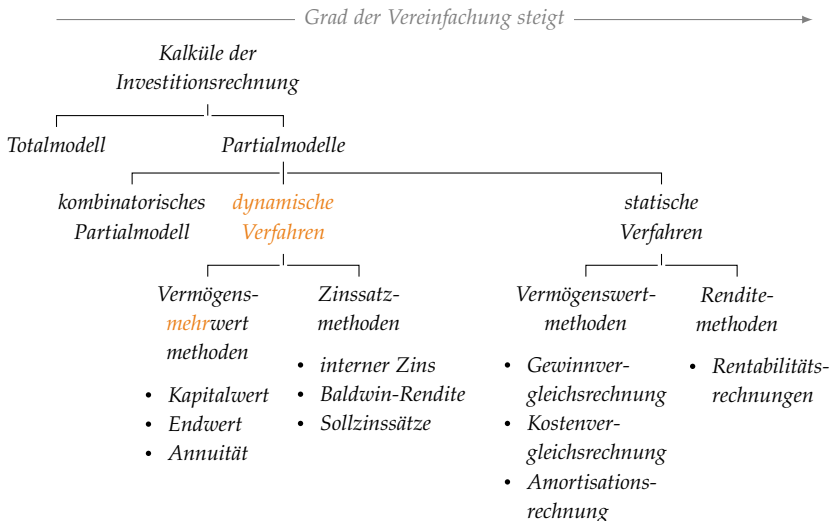 Grad der Vereinfachung steigt
Kalküle der
Investitionsrechnung
Totalmodell
Partialmodelle
kombinatorisches
Partialmodell
dynamische
Verfahren
statische
Verfahren
Vermögens-
mehrwert
methoden
• Kapitalwert
• Endwert
• Annuität
Zinssatz-
methoden
• interner Zins
• Baldwin-Rendite
• Sollzinssätze
Vermögenswert-
methoden
• Gewinnver-
gleichsrechnung
• Kostenver-
gleichsrechnung
• Amortisations-
rechnung
Rendite-
methoden
• Rentabilitäts-
rechnungen